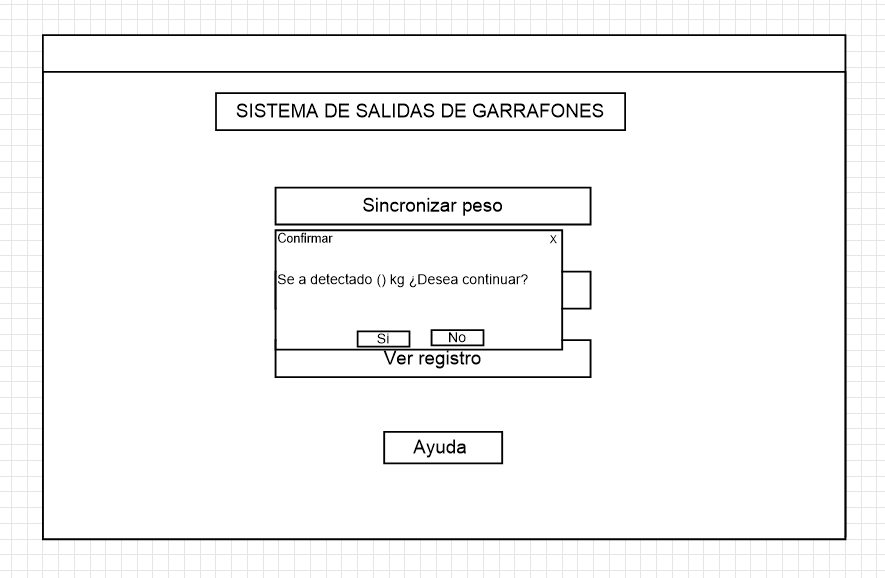 SISTEMA DE SALIDAS DE GARRAFONES
Sincronizar peso
Confirmar X
Se a detectado () kg ¿Desea continuar?
Si No
Ver registro
Ayuda